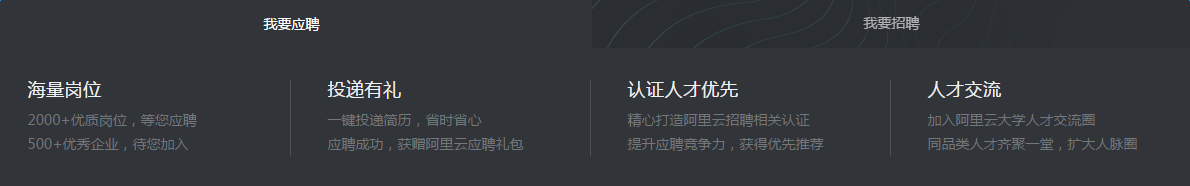 我要应聘
我要招聘
海量岗位
2000+优质岗位，等您应聘
500+优秀企业，待您加入
投递有礼
一键投递简历，省时省心
应聘成功，获赠阿里云应聘礼包
认证人才优先
精心打造阿里云招聘相关认证
提升应聘竞争力，获得优先推荐
人才交流
加入阿里云大学人才交流圈
同品类人才齐聚一堂，扩大人脉圈